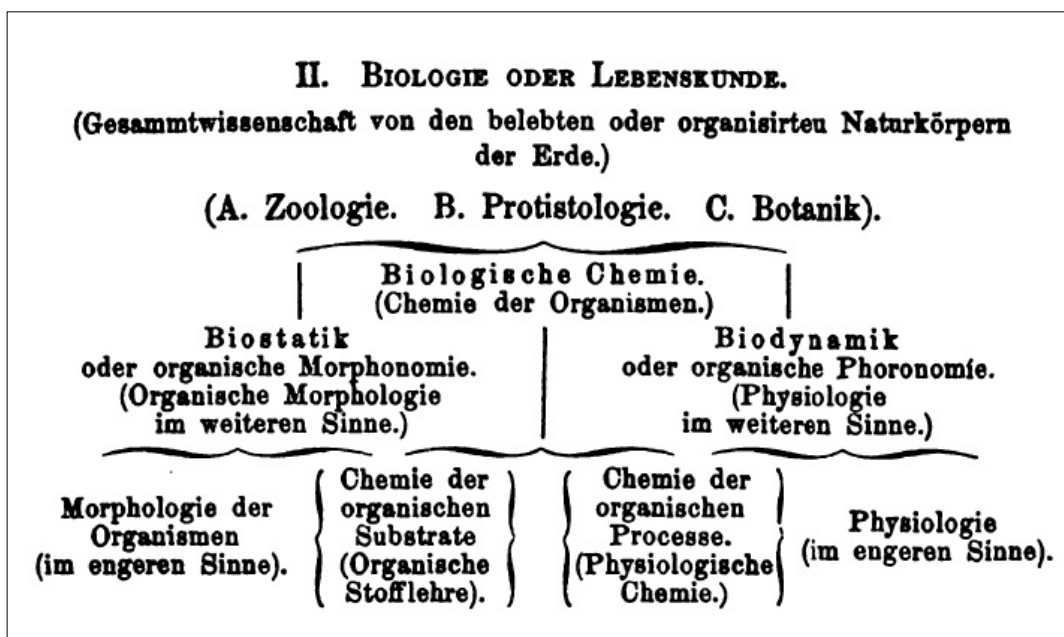 II. BIOLOGIE ODER LEBENSKUNDE.
(Gesammtwissenschaft von den belebten oder organisirten Naturkörpern
der Erde.)
(A. Zoologie. B. Protistologie. C. Botanik).
Biologische Chemie.
(Chemie der Organismen.)
Biostatik
oder organische Morphonomie.
(Organische Morphologie
im weiteren Sinne.)
Biodynamik
oder organische Phoronomie.
(Physiologie
im weiteren Sinne.)
Morphologie der
Organismen
(im engeren Sinne).
Chemie der
organischen
Substrate
(Organische
Stofflehre).
Chemie der
organischen
Processe.
(Physiologische
Chemie.)
Physiologie
(im engeren Sinne).